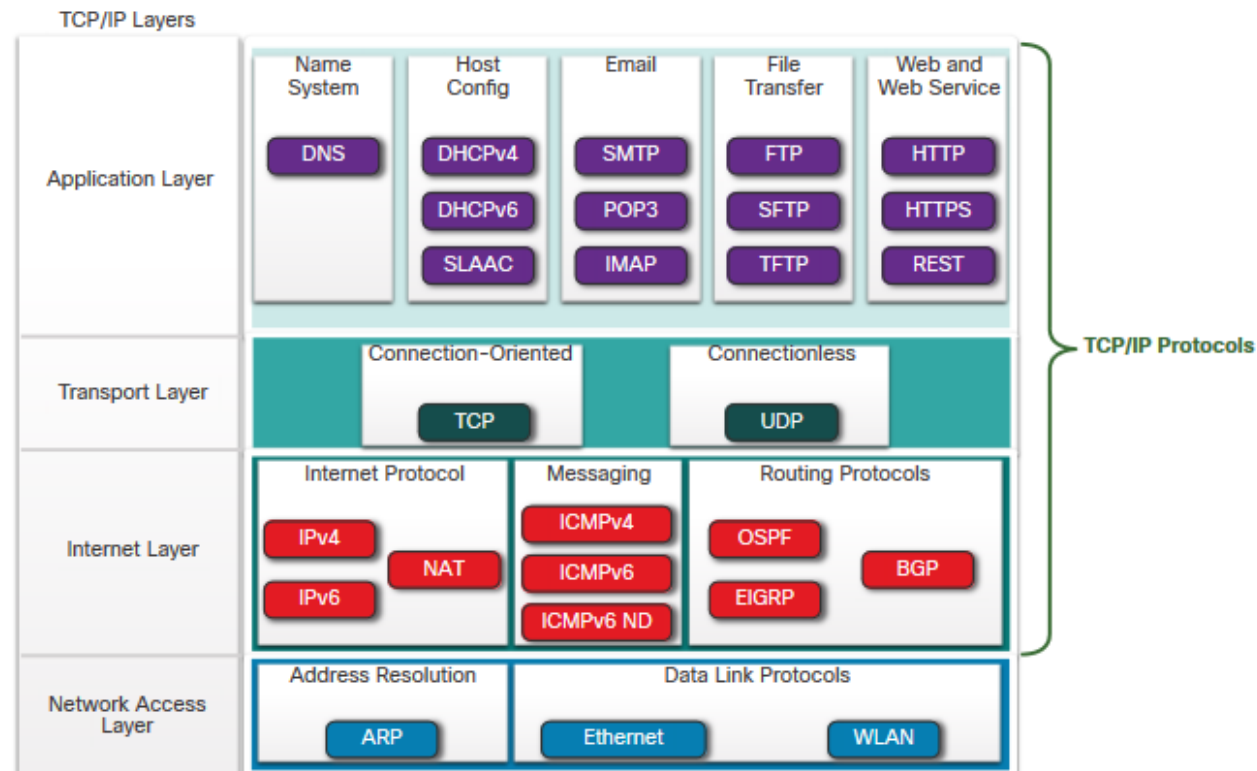 TCP/IP Layers
Application Layer
Name
System
DNS
Host
Config
DHCPv4
DHCPv6
SLAAC
Email
SMTP
POP3
IMAP
File
Transfer
FTP
SFTP
TFTP
Web and
Web Service
HTTP
HTTPS
REST
Transport Layer
Connection-Oriented
TCP
Connectionless
UDP
Internet Layer
Internet Protocol
IPv4
IPv6
NAT
Messaging
ICMPv4
ICMPv6
ICMPv6 ND
Routing Protocols
OSPF
EIGRP
BGP
Network Access
Layer
Address Resolution
ARP
Data Link Protocols
Ethernet
WLAN
TCP/IP Protocols